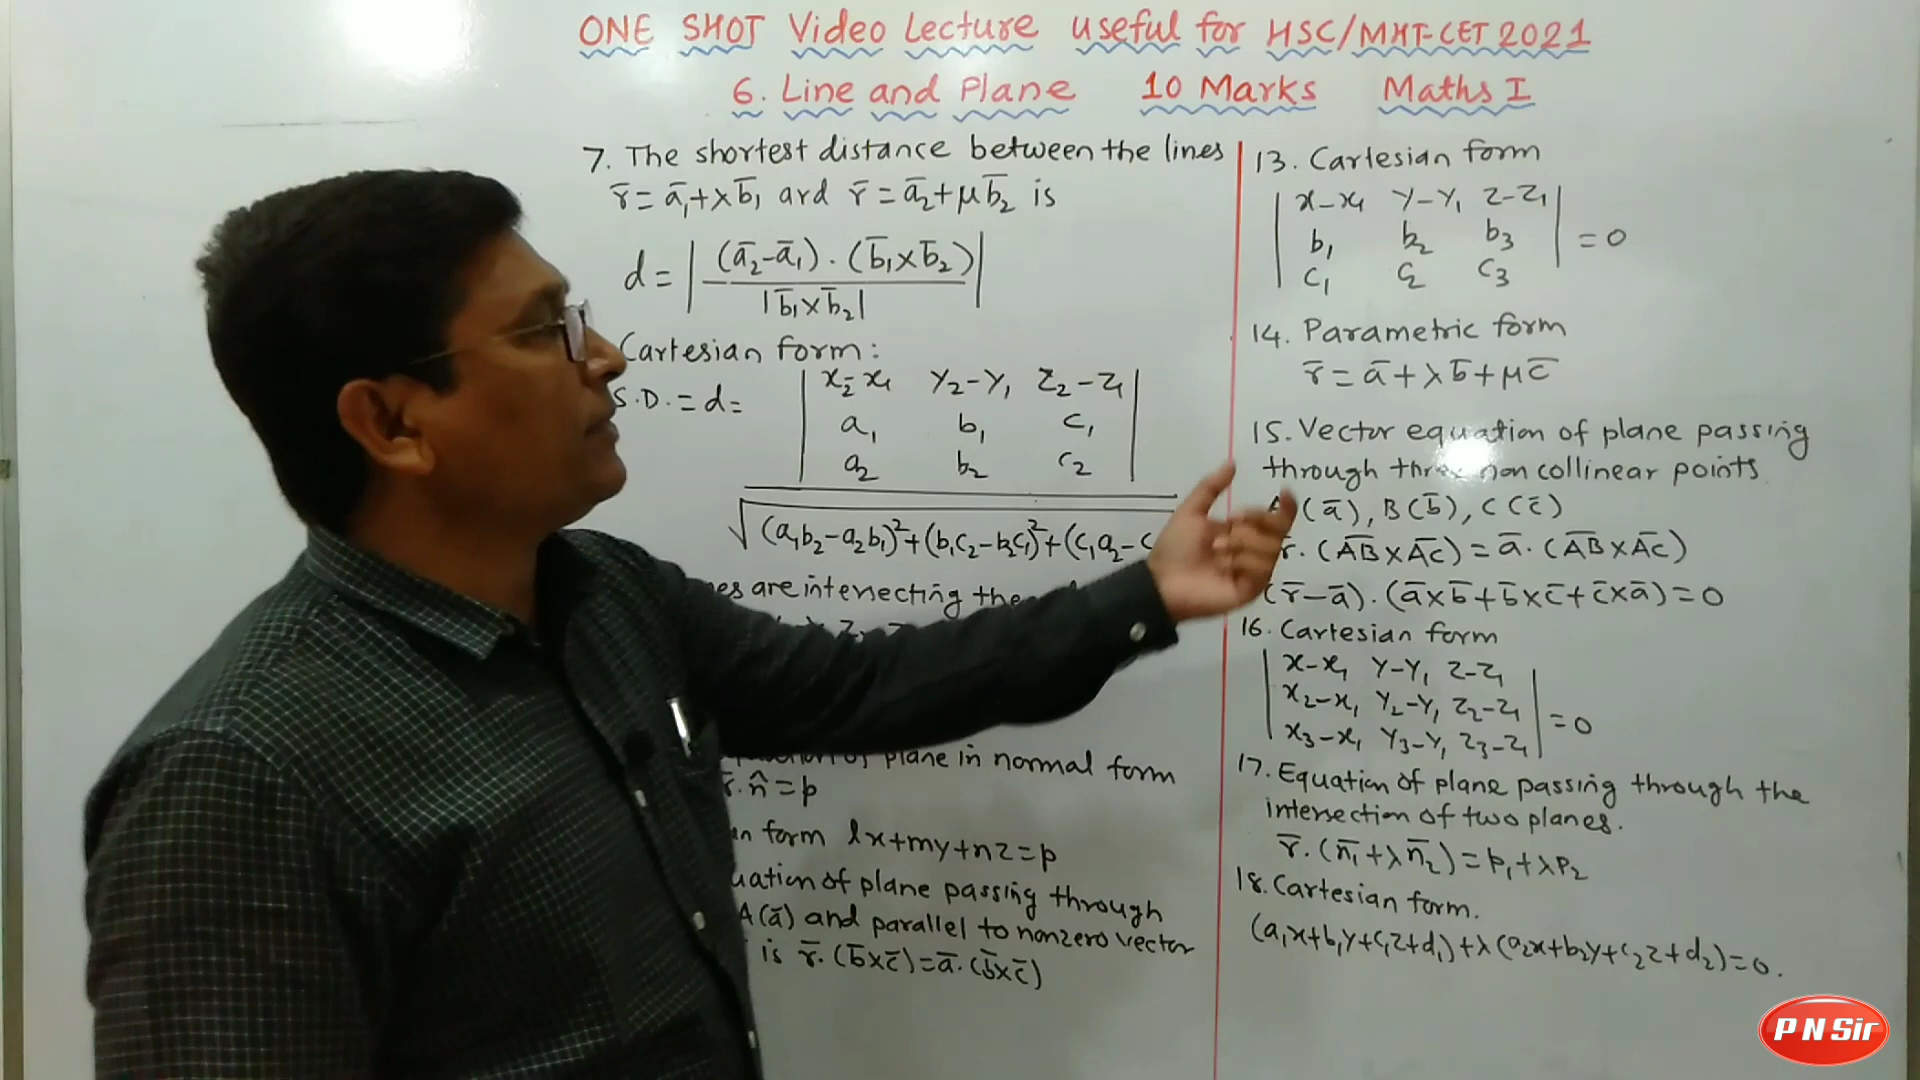 ONE SHOT Video Lecture useful for HSC/MHT-CET 2021
6. Line and Plane 10 Marks Maths I
7. The shortest distance between the lines
r̄ = ā₁+λb̄₁ and r̄ = ā₂+μb̄₂ is
d = | (ā₂-ā₁) . (b̄₁×b̄₂) |
|b̄₁×b̄₂|
Cartesian form :
x₂-x₁ y₂-y₁ z₂-z₁
S.D. = d =
a₁ b₁ c₁
a₂ b₂ c₂
√(a₁b₂-a₂b₁)²+(b₁c₂-b₂c₁)²+(c₁a₂-c
are intersecting
plane in normal form
r̄.n̂ = p
form lx+my+nz=p
of plane passing through
A(ā) and parallel to nonzero vector
is r̄.(b̄×c̄)=ā.(b̄×c̄)
13. Cartesian form
| x-x₁ y-y₁ z-z₁ |
| b₁ b₂ b₃ | = 0
| c₁ c₂ c₃ |
14. Parametric form
r̄ = ā+λb̄+μc̄
15. Vector equation of plane passing
through non collinear points
(ā), B(b̄), C(c̄)
r̄.(A̅B̅×A̅C̅)=ā.(A̅B̅×A̅C̅)
(r̄-ā).(ā×b̄+b̄×c̄+c̄×ā)=0
16. Cartesian form
| x-x₁ y-y₁ z-z₁ |
| x₂-x₁ y₂-y₁ z₂-z₁ | = 0
| x₃-x₁ y₃-y₁ z₃-z₁ |
17. Equation of plane passing through the
intersection of two planes.
r̄.(n̄₁+λn̄₂)=p₁+λp₂
18. Cartesian form.
(a₁x+b₁y+c₁z+d₁)+λ(a₂x+b₂y+c₂z+d₂)=0.
P N Sir